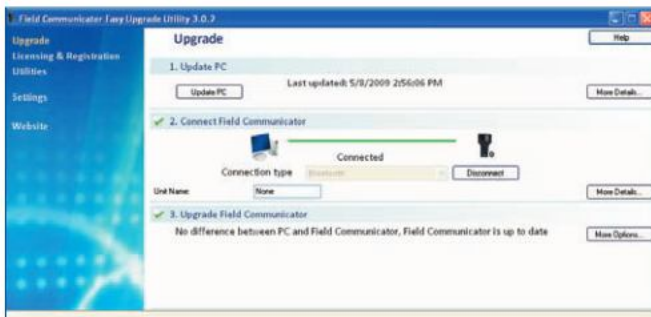 Field Communicator Easy Upgrade Utility 3.0.7
Upgrade
Licensing & Registration
Utilities
Settings
Website
Upgrade
Help
1. Update PC
Update PC
Last updated: 5/8/2009 2:56:06 PM
More Details...
2. Connect Field Communicator
Connected
Connection type
Bluetooth
Disconnect
Unit Name:
None
More Details...
3. Upgrade Field Communicator
No difference between PC and Field Communicator, Field Communicator is up to date
More Options...